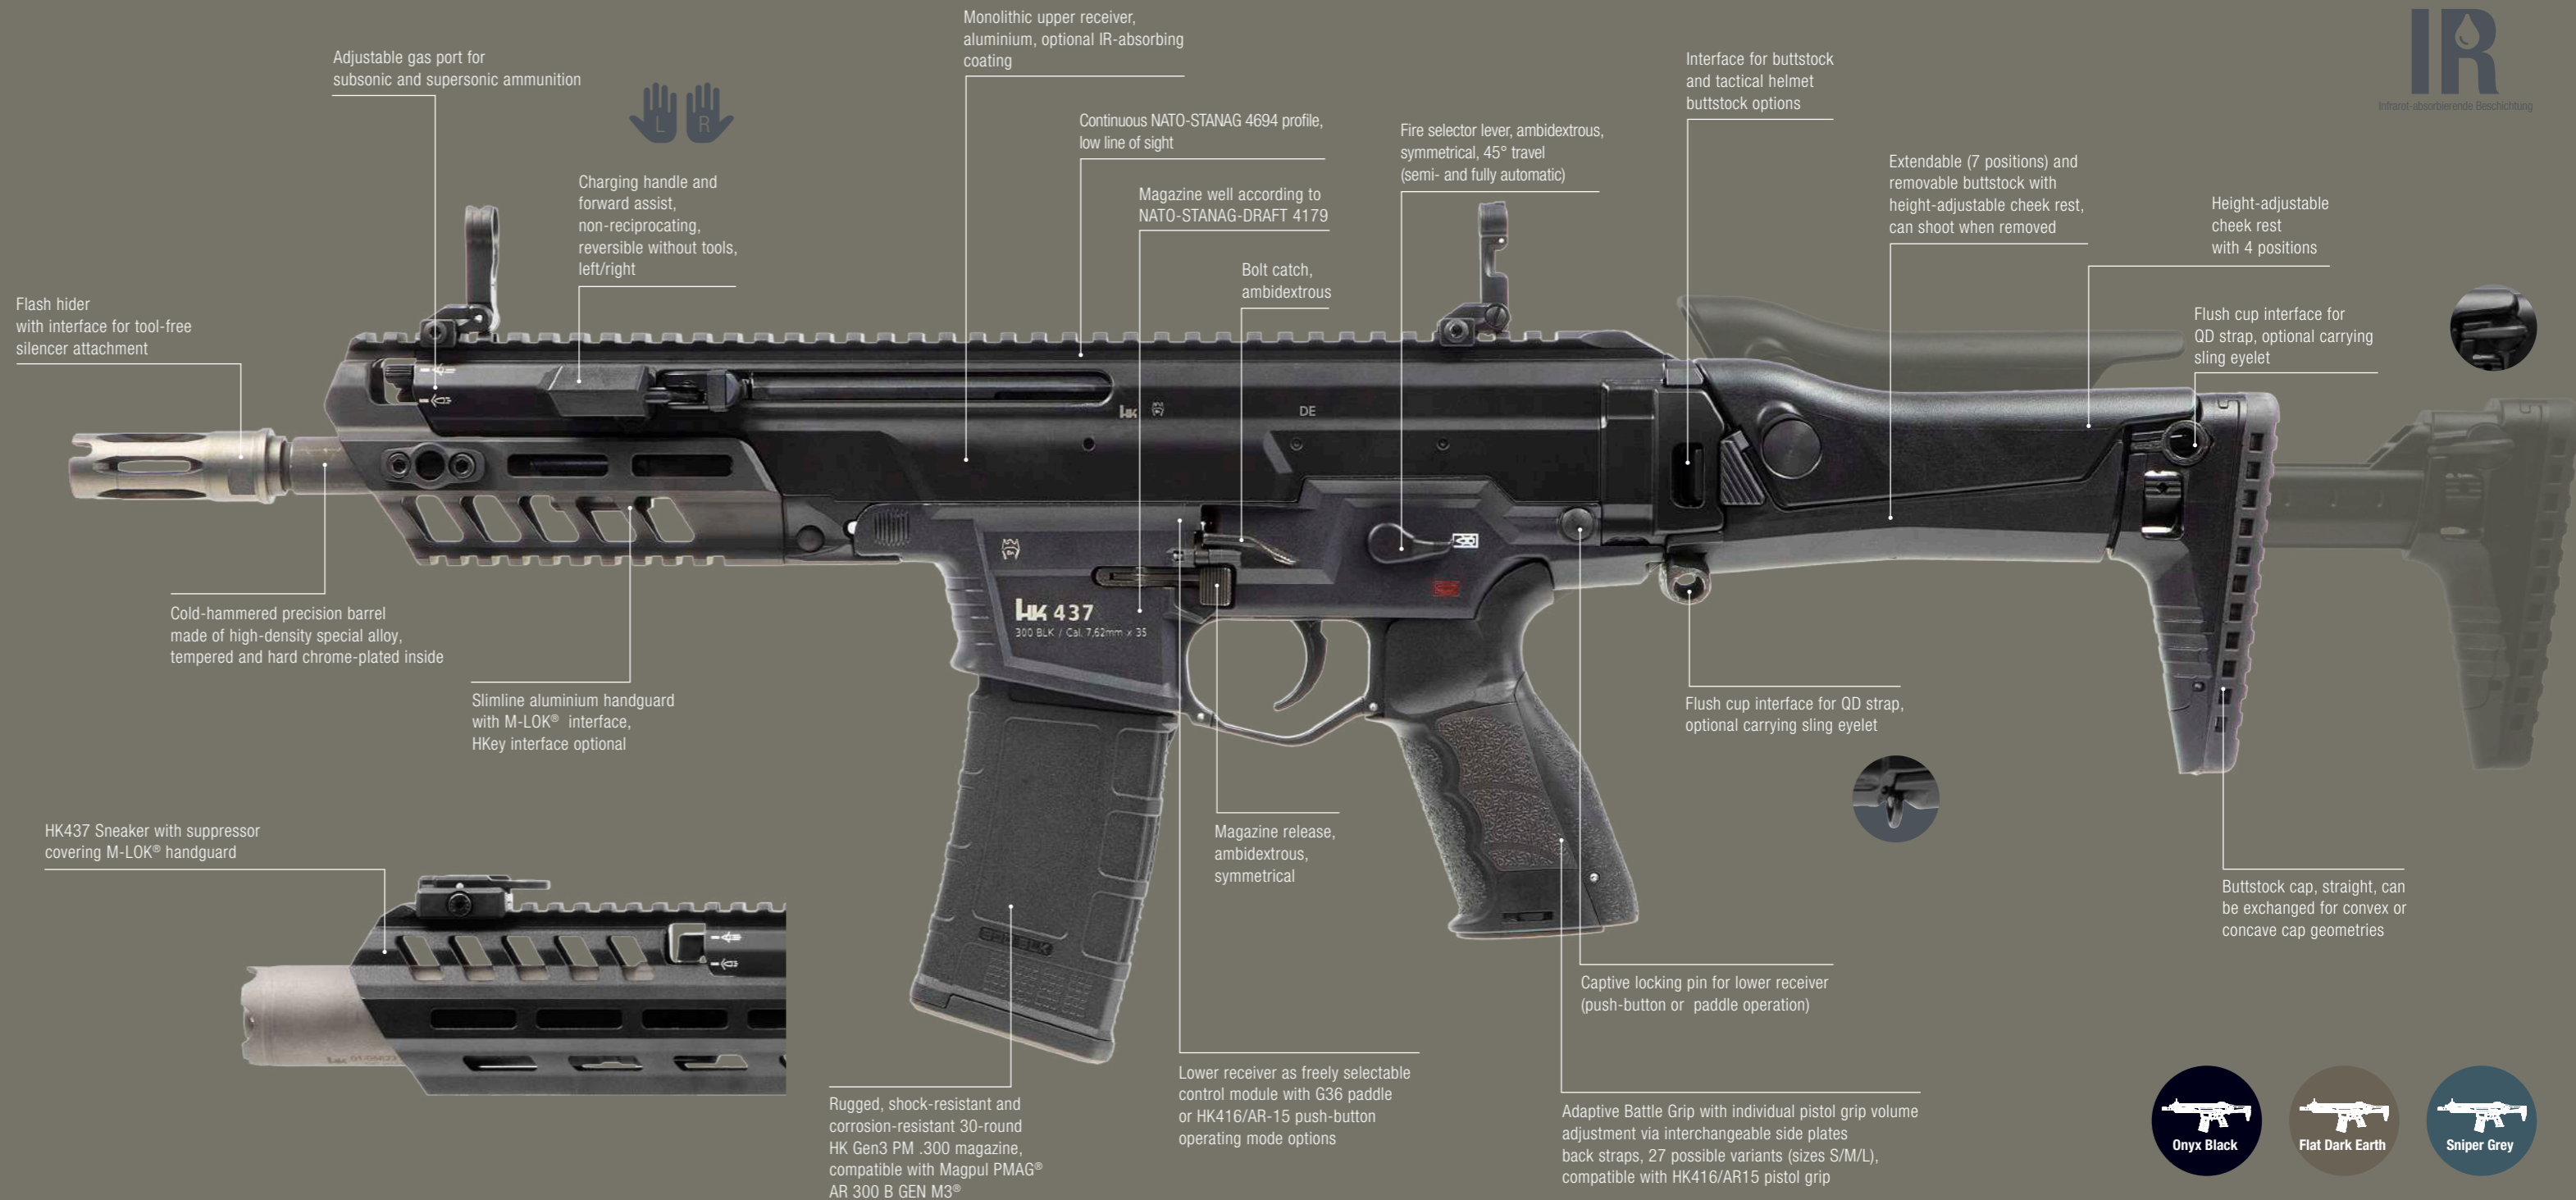 Monolithic upper receiver,
aluminium, optional IR-absorbing
coating
IR
Infrarot-absorbierende Beschichtung
Adjustable gas port for
subsonic and supersonic ammunition
L R
Interface for buttstock
and tactical helmet
buttstock options
Continuous NATO-STANAG 4694 profile,
low line of sight
Fire selector lever, ambidextrous,
symmetrical, 45° travel
(semi- and fully automatic)
Extendable (7 positions) and
removable buttstock with
height-adjustable cheek rest,
can shoot when removed
Charging handle and
forward assist,
non-reciprocating,
reversible without tools,
left/right
Magazine well according to
NATO-STANAG-DRAFT 4179
Height-adjustable
cheek rest
with 4 positions
Bolt catch,
ambidextrous
Flash hider
with interface for tool-free
silencer attachment
Flush cup interface for
QD strap, optional carrying
sling eyelet
HK
DE
HK 437
300 BLK / Cal. 7,62mm x 35
Cold-hammered precision barrel
made of high-density special alloy,
tempered and hard chrome-plated inside
Slimline aluminium handguard
with M-LOK® interface,
HKey interface optional
Flush cup interface for QD strap,
optional carrying sling eyelet
HK437 Sneaker with suppressor
covering M-LOK® handguard
Magazine release,
ambidextrous,
symmetrical
Buttstock cap, straight, can
be exchanged for convex or
concave cap geometries
300 BLK
Captive locking pin for lower receiver
(push-button or paddle operation)
HK
Rugged, shock-resistant and
corrosion-resistant 30-round
HK Gen3 PM .300 magazine,
compatible with Magpul PMAG®
AR 300 B GEN M3®
Lower receiver as freely selectable
control module with G36 paddle
or HK416/AR-15 push-button
operating mode options
Adaptive Battle Grip with individual pistol grip volume
adjustment via interchangeable side plates
back straps, 27 possible variants (sizes S/M/L),
compatible with HK416/AR15 pistol grip
Onyx Black
Flat Dark Earth
Sniper Grey